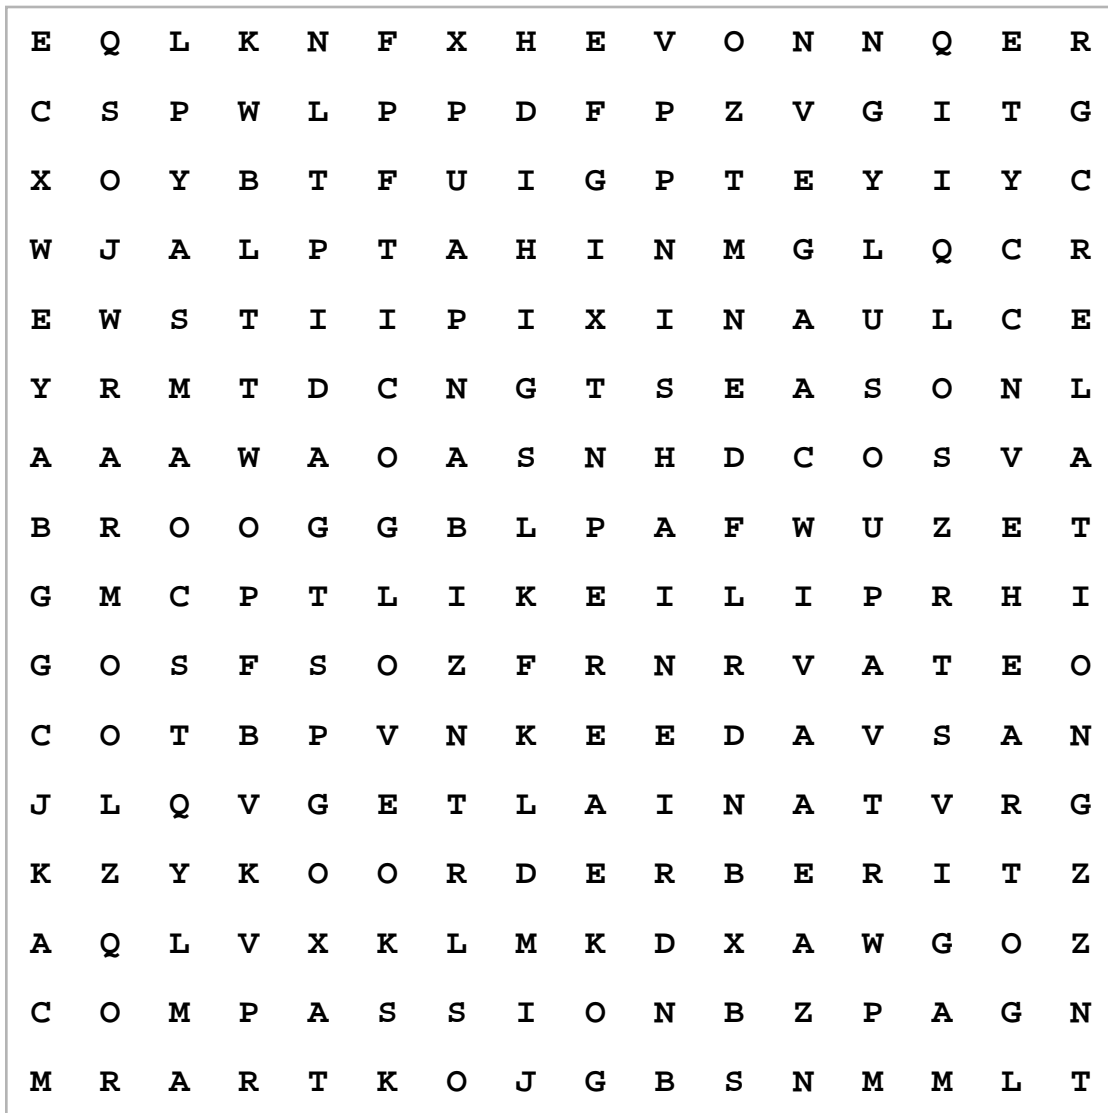 E Q L K N F X H E V O N N Q E R
C S P W L P P D F P Z V G I T G
X O Y B T F U I G P T E Y I Y C
W J A L P T A H I N M G L Q C R
E W S T I I P I X I N A U L C E
Y R M T D C N G T S E A S O N L
A A A W A O A S N H D C O S V A
B R O O G G B L P A F W U Z E T
G M C P T L I K E I L I P R H I
G O S F S O Z F R N R V A T E O
C O T B P V N K E E D A V S A N
J L Q V G E T L A I N A T V R G
K Z Y K O O R D E R B E R I T Z
A Q L V X K L M K D X A W G O Z
C O M P A S S I O N B Z P A G N
M R A R T K O J G B S N M M L T